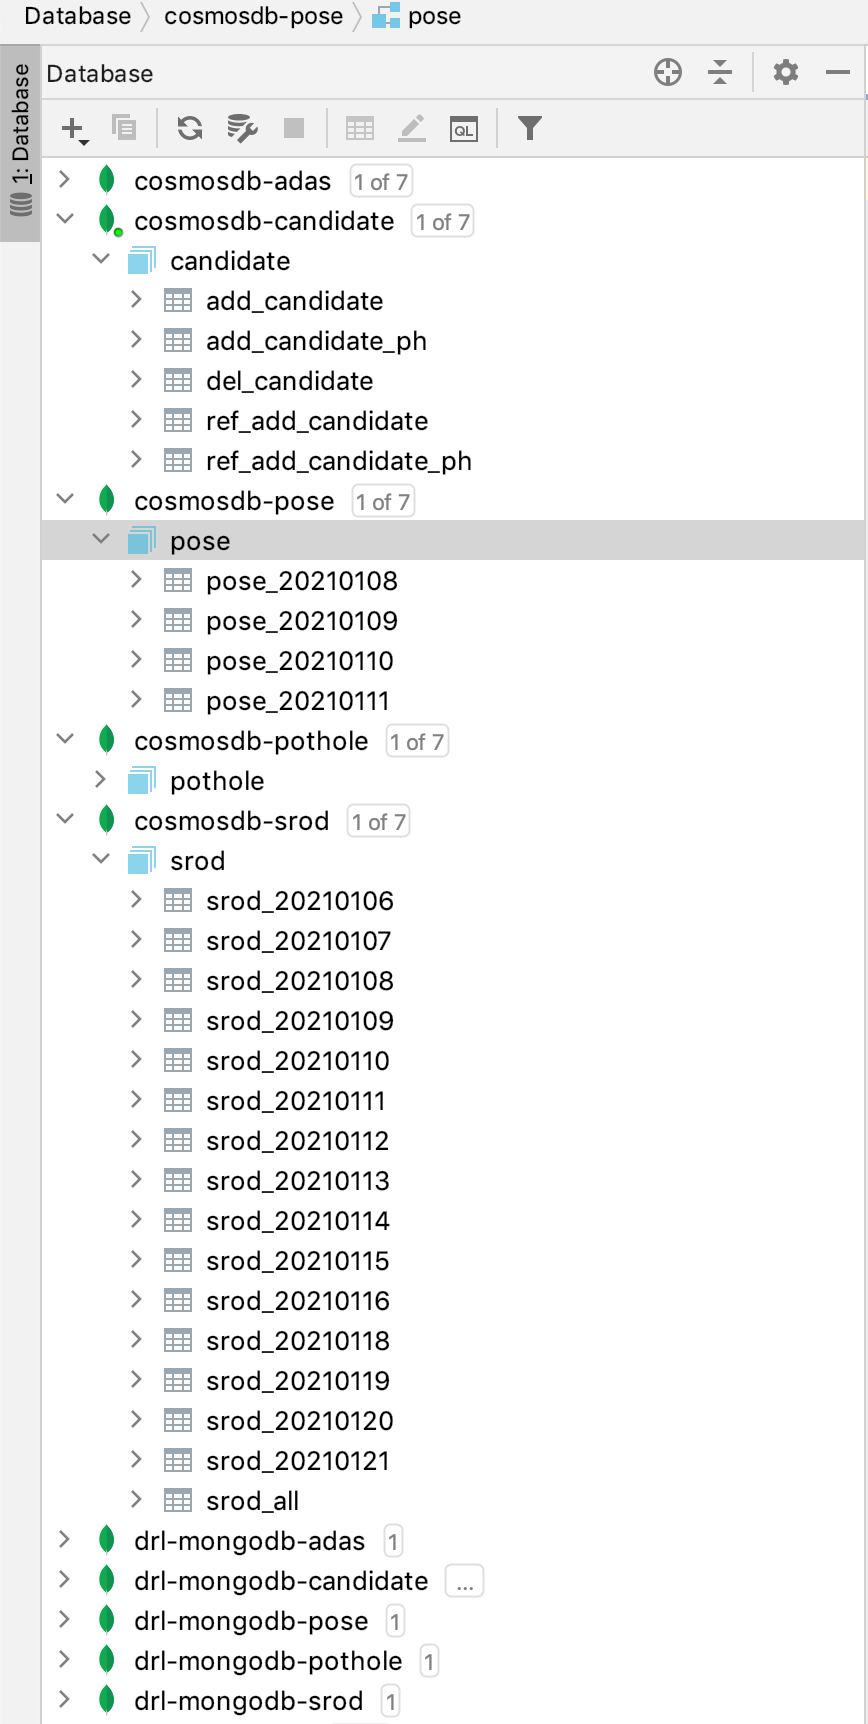 Database cosmosdb-pose pose
1: Database
Database
QL
cosmosdb-adas 1 of 7
cosmosdb-candidate 1 of 7
candidate
add_candidate
add_candidate_ph
del_candidate
ref_add_candidate
ref_add_candidate_ph
cosmosdb-pose 1 of 7
pose
pose_20210108
pose_20210109
pose_20210110
pose_20210111
cosmosdb-pothole 1 of 7
pothole
cosmosdb-srod 1 of 7
srod
srod_20210106
srod_20210107
srod_20210108
srod_20210109
srod_20210110
srod_20210111
srod_20210112
srod_20210113
srod_20210114
srod_20210115
srod_20210116
srod_20210118
srod_20210119
srod_20210120
srod_20210121
srod_all
drl-mongodb-adas 1
drl-mongodb-candidate ...
drl-mongodb-pose 1
drl-mongodb-pothole 1
drl-mongodb-srod 1